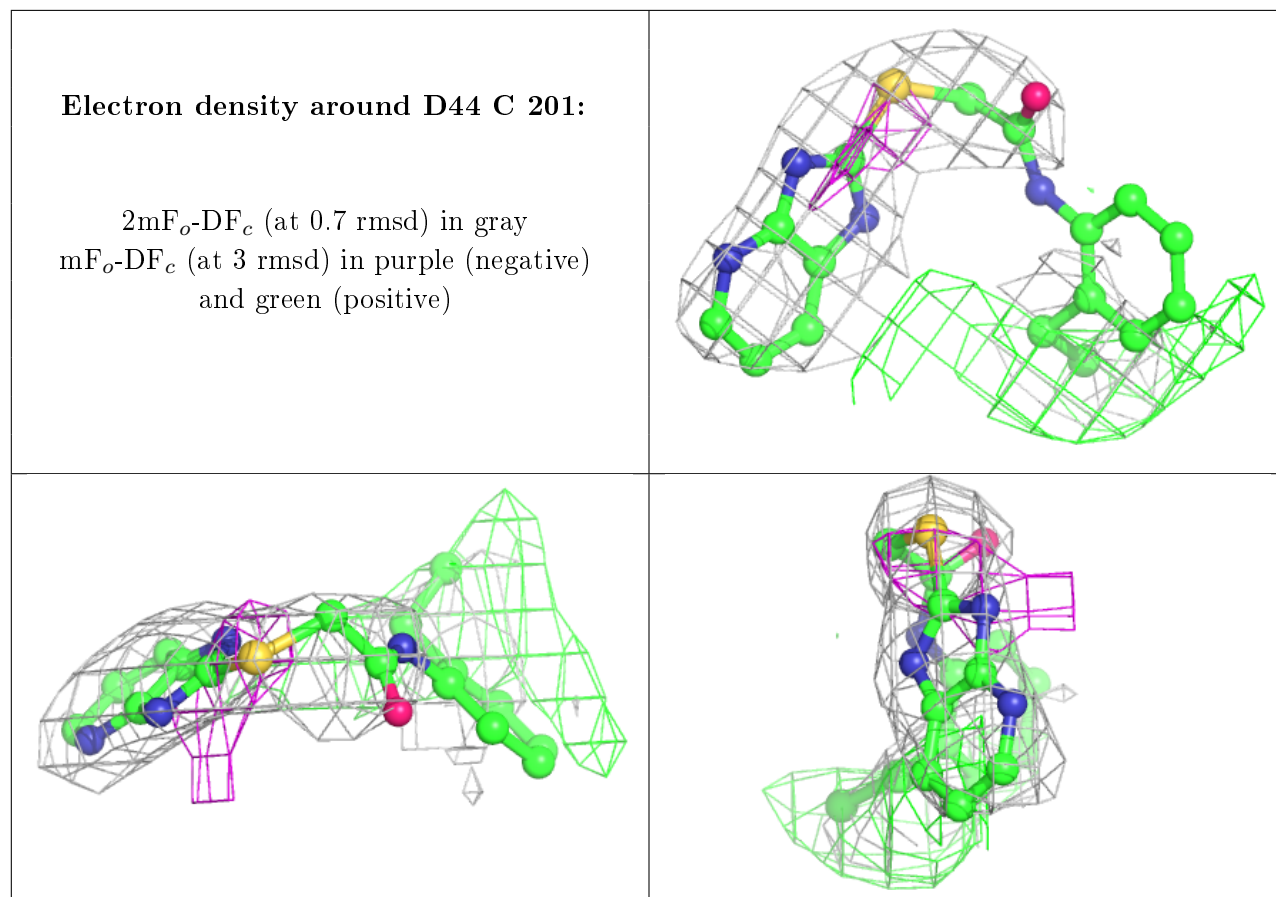 Electron density around D44 C 201:
2mFo-DFc (at 0.7 rmsd) in gray
mFo-DFc (at 3 rmsd) in purple (negative)
and green (positive)